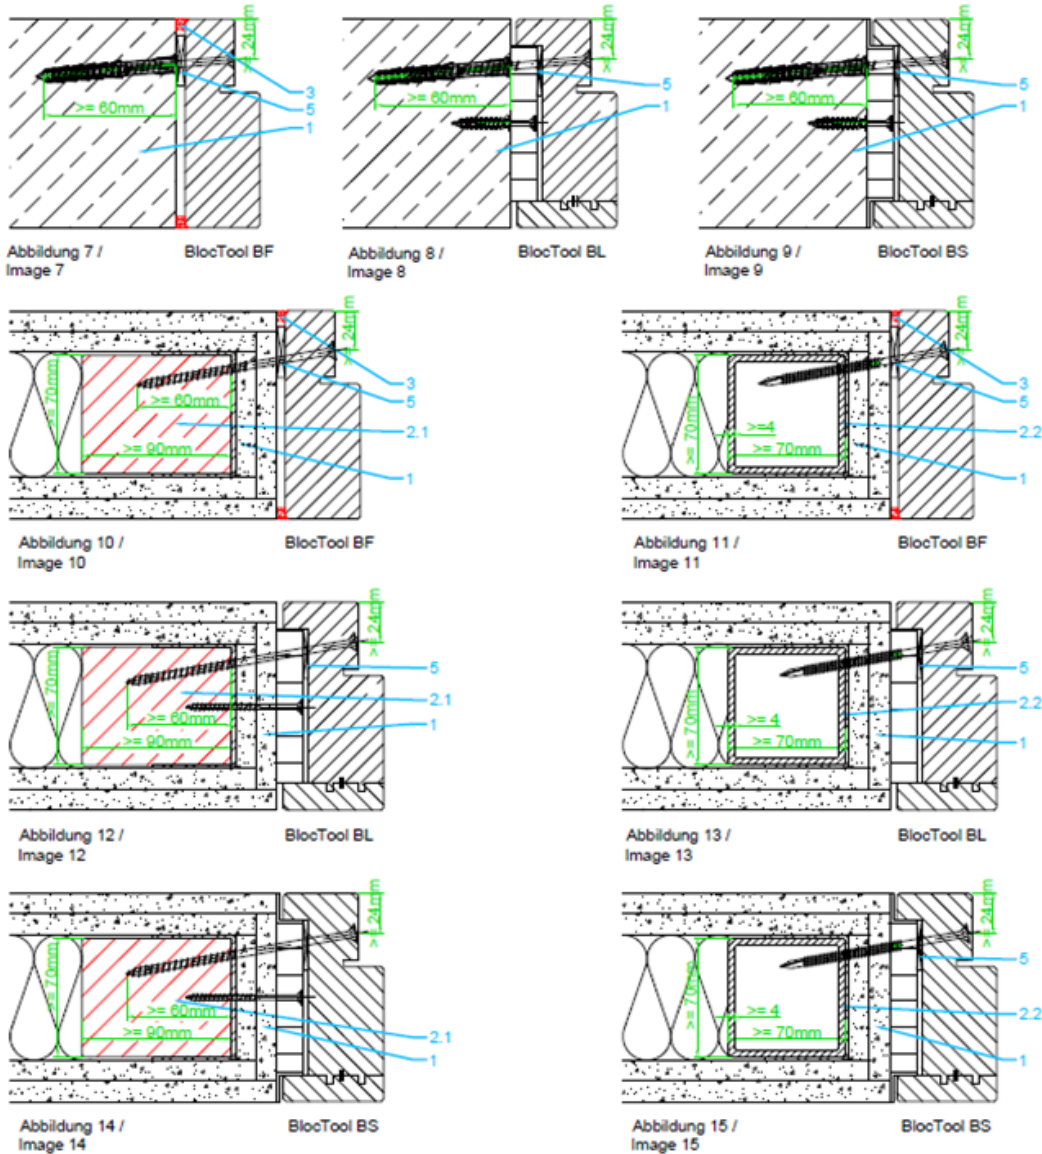 >= 24mm
>= 60mm
3
5
1
Abbildung 7 /
Image 7
BlocTool BF
>= 24mm
>= 60mm
5
1
Abbildung 8 /
Image 8
BlocTool BL
>= 24mm
>= 60mm
5
1
Abbildung 9 /
Image 9
BlocTool BS
>= 24mm
>= 70mm
>= 60mm
>= 90mm
3
5
2.1
1
Abbildung 10 /
Image 10
BlocTool BF
>= 24mm
>= 70mm
>=4
>= 70mm
3
5
2.2
1
Abbildung 11 /
Image 11
BlocTool BF
>= 24mm
>= 70mm
>= 60mm
>= 90mm
5
2.1
1
Abbildung 12 /
Image 12
BlocTool BL
>= 24mm
>= 70mm
>= 4
>= 70mm
5
2.2
1
Abbildung 13 /
Image 13
BlocTool BL
>= 24mm
>= 70mm
>= 60mm
>= 90mm
2.1
1
Abbildung 14 /
Image 14
BlocTool BS
>= 24mm
>= 70mm
>= 4
>= 70mm
5
2.2
1
Abbildung 15 /
Image 15
BlocTool BS